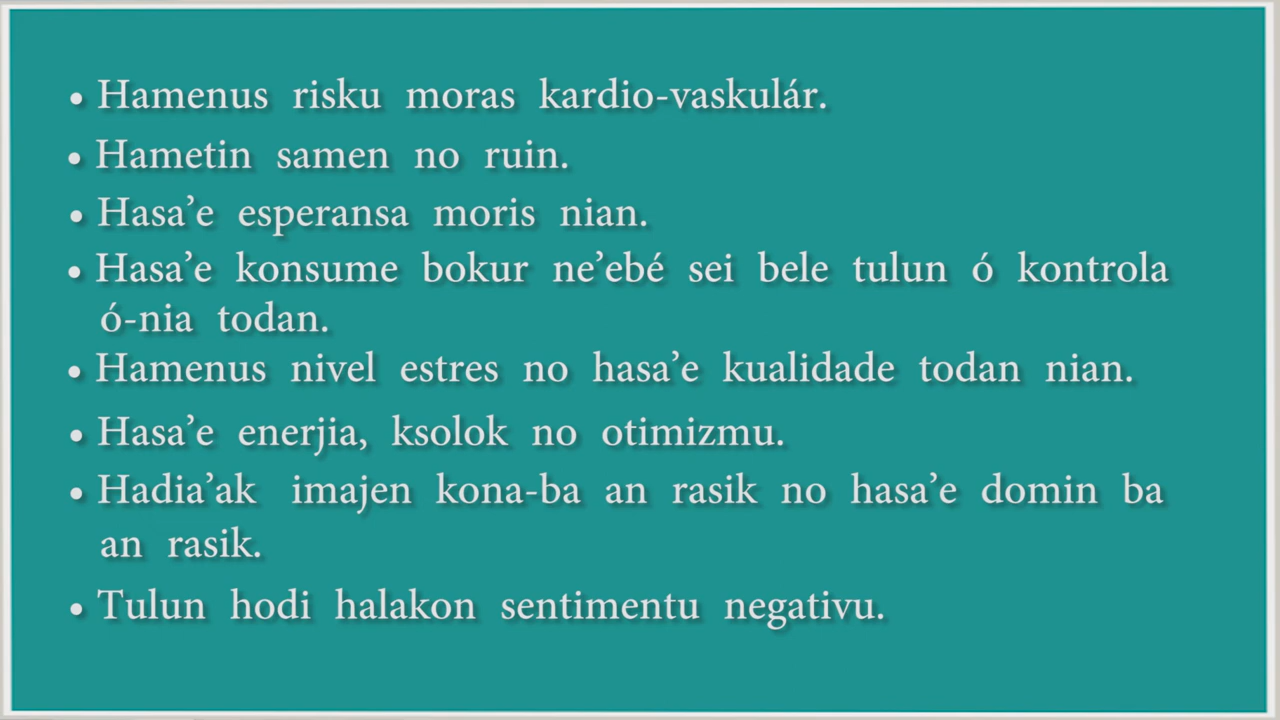 • Hamenus risku moras kardio-vaskulár.
• Hametin samen no ruin.
• Hasa’e esperansa moris nian.
• Hasa’e konsume bokur ne’ebé sei bele tulun ó kontrola
ó-nia todan.
• Hamenus nivel estres no hasa’e kualidade todan nian.
• Hasa’e enerjia, ksolok no otimizmu.
• Hadia’ak imajen kona-ba an rasik no hasa’e domin ba
an rasik.
• Tulun hodi halakon sentimentu negativu.